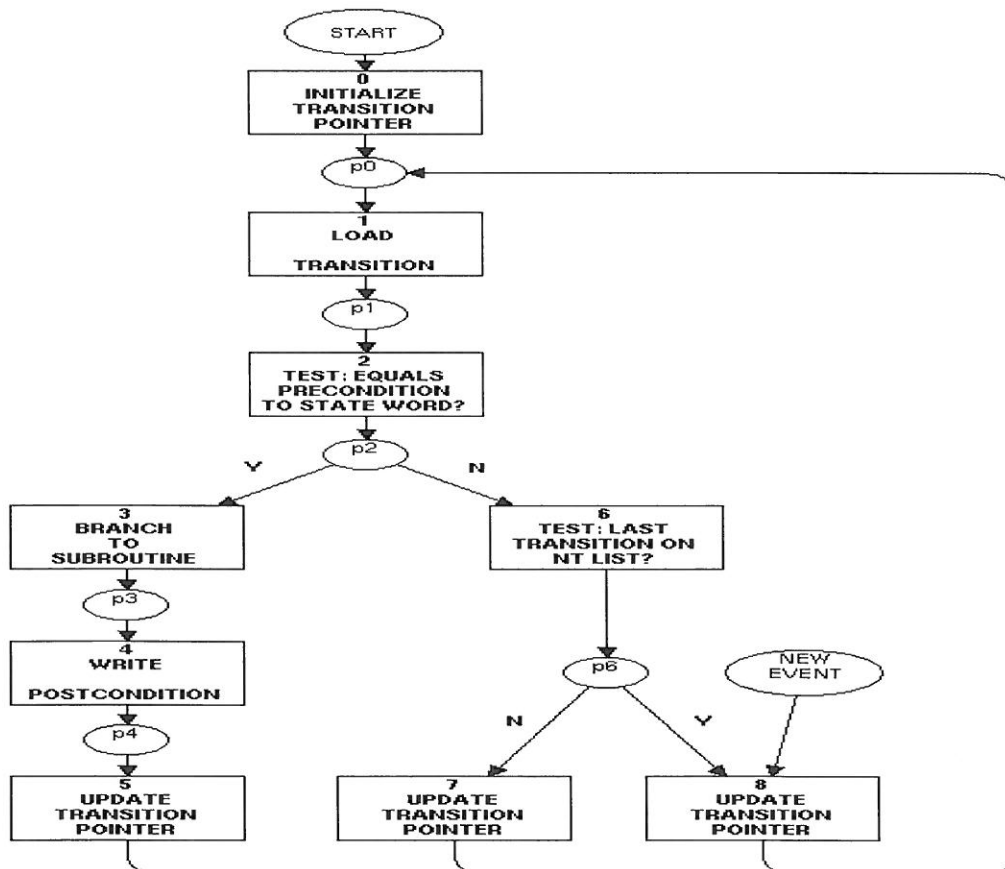 START
0
INITIALIZE
TRANSITION
POINTER
p0
1
LOAD
TRANSITION
p1
2
TEST: EQUALS
PRECONDITION
TO STATE WORD?
p2
Y
N
3
BRANCH
TO
SUBROUTINE
6
TEST: LAST
TRANSITION ON
NT LIST?
p3
4
WRITE
POSTCONDITION
p6
NEW
EVENT
N
Y
p4
5
UPDATE
TRANSITION
POINTER
7
UPDATE
TRANSITION
POINTER
8
UPDATE
TRANSITION
POINTER